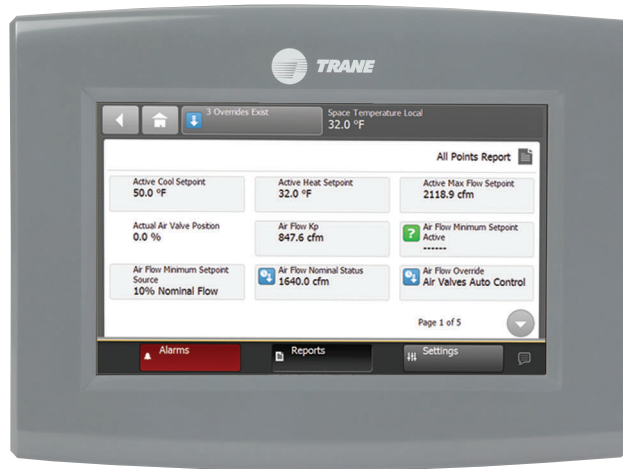 TRANE
3 Overrides Exist
Space Temperature Local
32.0 °F
All Points Report
Active Cool Setpoint
50.0 °F
Active Heat Setpoint
32.0 °F
Active Max Flow Setpoint
2118.9 cfm
Actual Air Valve Position
0.0 %
Air Flow Kp
847.6 cfm
?
Air Flow Minimum Setpoint
Active
------
Air Flow Minimum Setpoint
Source
10% Nominal Flow
Air Flow Nominal Status
1640.0 cfm
Air Flow Override
Air Valves Auto Control
Page 1 of 5
Alarms
Reports
Settings